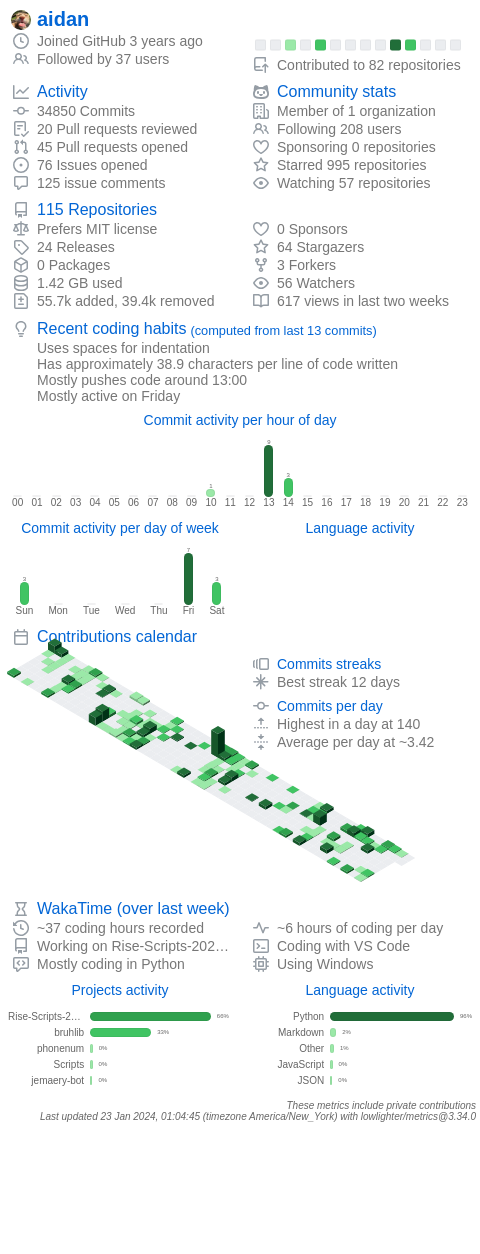 aidan
Joined GitHub 3 years ago
Followed by 37 users
Contributed to 82 repositories
Activity
34850 Commits
20 Pull requests reviewed
45 Pull requests opened
76 Issues opened
125 issue comments
Community stats
Member of 1 organization
Following 208 users
Sponsoring 0 repositories
Starred 995 repositories
Watching 57 repositories
115 Repositories
Prefers MIT license
24 Releases
0 Packages
1.42 GB used
55.7k added, 39.4k removed
0 Sponsors
64 Stargazers
3 Forkers
56 Watchers
617 views in last two weeks
Recent coding habits (computed from last 13 commits)
Uses spaces for indentation
Has approximately 38.9 characters per line of code written
Mostly pushes code around 13:00
Mostly active on Friday
Commit activity per hour of day
1 9 3
00 01 02 03 04 05 06 07 08 09 10 11 12 13 14 15 16 17 18 19 20 21 22 23
Commit activity per day of week
3 7 3
Sun Mon Tue Wed Thu Fri Sat
Language activity
Contributions calendar
Commits streaks
Best streak 12 days
Commits per day
Highest in a day at 140
Average per day at ~3.42
WakaTime (over last week)
~37 coding hours recorded
Working on Rise-Scripts-202…
Mostly coding in Python
~6 hours of coding per day
Coding with VS Code
Using Windows
Projects activity
Rise-Scripts-2… 66%
bruhlib 33%
phonenum 0%
Scripts 0%
jemaery-bot 0%
Language activity
Python 96%
Markdown 2%
Other 1%
JavaScript 0%
JSON 0%
These metrics include private contributions
Last updated 23 Jan 2024, 01:04:45 (timezone America/New_York) with lowlighter/metrics@3.34.0